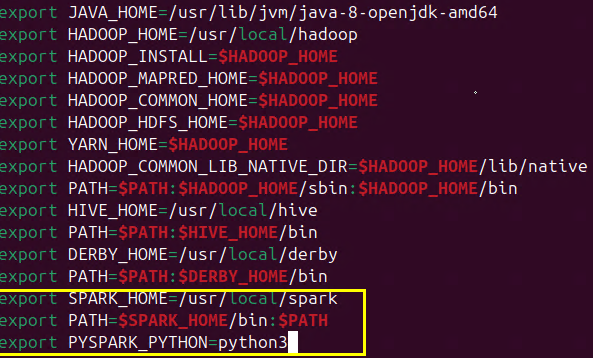 export JAVA_HOME=/usr/lib/jvm/java-8-openjdk-amd64
export HADOOP_HOME=/usr/local/hadoop
export HADOOP_INSTALL=$HADOOP_HOME
export HADOOP_MAPRED_HOME=$HADOOP_HOME
export HADOOP_COMMON_HOME=$HADOOP_HOME
export HADOOP_HDFS_HOME=$HADOOP_HOME
export YARN_HOME=$HADOOP_HOME
export HADOOP_COMMON_LIB_NATIVE_DIR=$HADOOP_HOME/lib/native
export PATH=$PATH:$HADOOP_HOME/sbin:$HADOOP_HOME/bin
export HIVE_HOME=/usr/local/hive
export PATH=$PATH:$HIVE_HOME/bin
export DERBY_HOME=/usr/local/derby
export PATH=$PATH:$DERBY_HOME/bin
export SPARK_HOME=/usr/local/spark
export PATH=$SPARK_HOME/bin:$PATH
export PYSPARK_PYTHON=python3